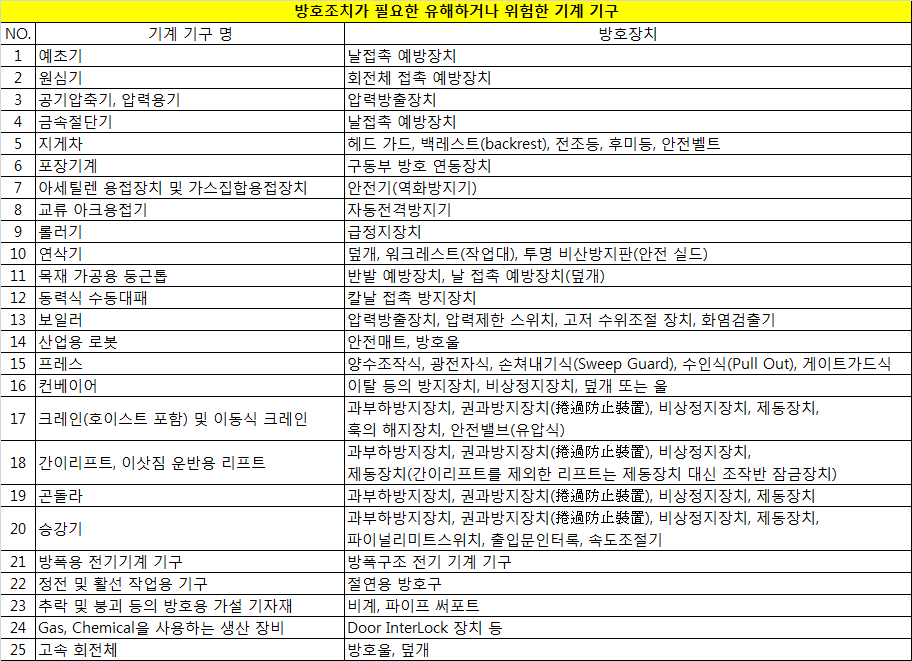 방호조치가 필요한 유해하거나 위험한 기계 기구
NO. 기계 기구 명 방호장치
1 예초기 날접촉 예방장치
2 원심기 회전체 접촉 예방장치
3 공기압축기, 압력용기 압력방출장치
4 금속절단기 날접촉 예방장치
5 지게차 헤드 가드, 백레스트(backrest), 전조등, 후미등, 안전벨트
6 포장기계 구동부 방호 연동장치
7 아세틸렌 용접장치 및 가스집합용접장치 안전기(역화방지기)
8 교류 아크용접기 자동전격방지기
9 롤러기 급정지장치
10 연삭기 덮개, 워크레스트(작업대), 투명 비산방지판(안전 실드)
11 목재 가공용 둥근톱 반발 예방장치, 날 접촉 예방장치(덮개)
12 동력식 수동대패 칼날 접촉 방지장치
13 보일러 압력방출장치, 압력제한 스위치, 고저 수위조절 장치, 화염검출기
14 산업용 로봇 안전매트, 방호울
15 프레스 양수조작식, 광전자식, 손쳐내기식(Sweep Guard), 수인식(Pull Out), 게이트가드식
16 컨베이어 이탈 등의 방지장치, 비상정지장치, 덮개 또는 울
17 크레인(호이스트 포함) 및 이동식 크레인 과부하방지장치, 권과방지장치(捲過防止裝置), 비상정지장치, 제동장치,
훅의 해지장치, 안전밸브(유압식)
18 간이리프트, 이삿짐 운반용 리프트 과부하방지장치, 권과방지장치(捲過防止裝置), 비상정지장치,
제동장치(간이리프트를 제외한 리프트는 제동장치 대신 조작반 잠금장치)
19 곤돌라 과부하방지장치, 권과방지장치(捲過防止裝置), 비상정지장치, 제동장치
20 승강기 과부하방지장치, 권과방지장치(捲過防止裝置), 비상정지장치, 제동장치,
파이널리미트스위치, 출입문인터록, 속도조절기
21 방폭용 전기기계 기구 방폭구조 전기 기계 기구
22 정전 및 활선 작업용 기구 절연용 방호구
23 추락 및 붕괴 등의 방호용 가설 기자재 비계, 파이프 써포트
24 Gas, Chemical을 사용하는 생산 장비 Door InterLock 장치 등
25 고속 회전체 방호울, 덮개